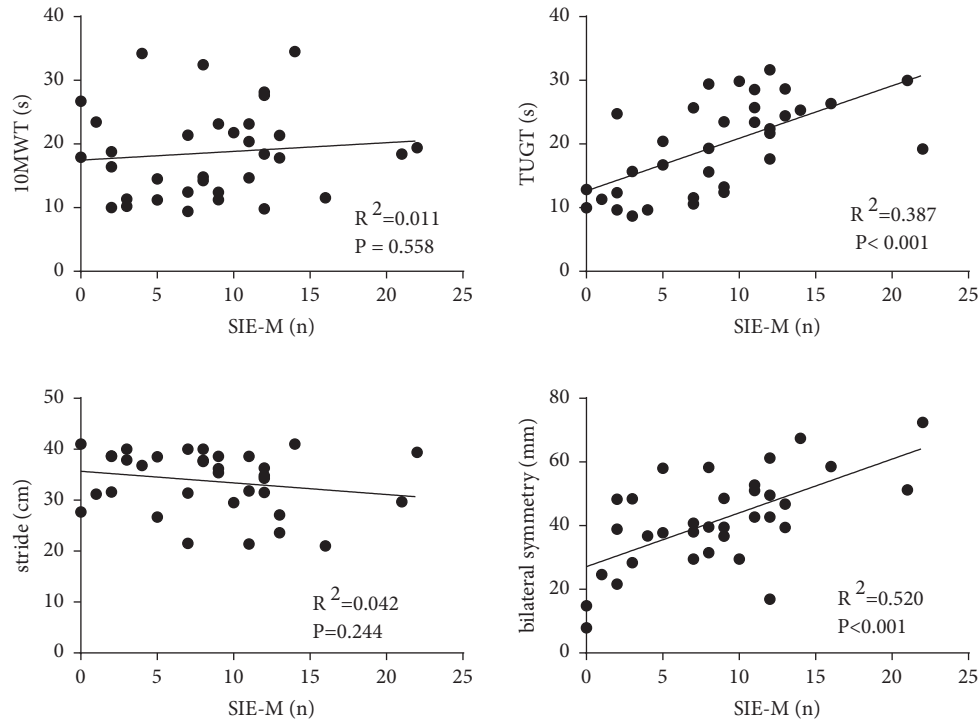 40
30
20
10
0
10MWT (s)
0 5 10 15 20 25
SIE-M (n)
R 2=0.011
P = 0.558
40
30
20
10
0
TUGT (s)
0 5 10 15 20 25
SIE-M (n)
R 2=0.387
P< 0.001
50
40
30
20
10
0
stride (cm)
0 5 10 15 20 25
SIE-M (n)
R 2=0.042
P=0.244
80
60
40
20
0
bilateral symmetry (mm)
0 5 10 15 20 25
SIE-M (n)
R 2=0.520
P<0.001